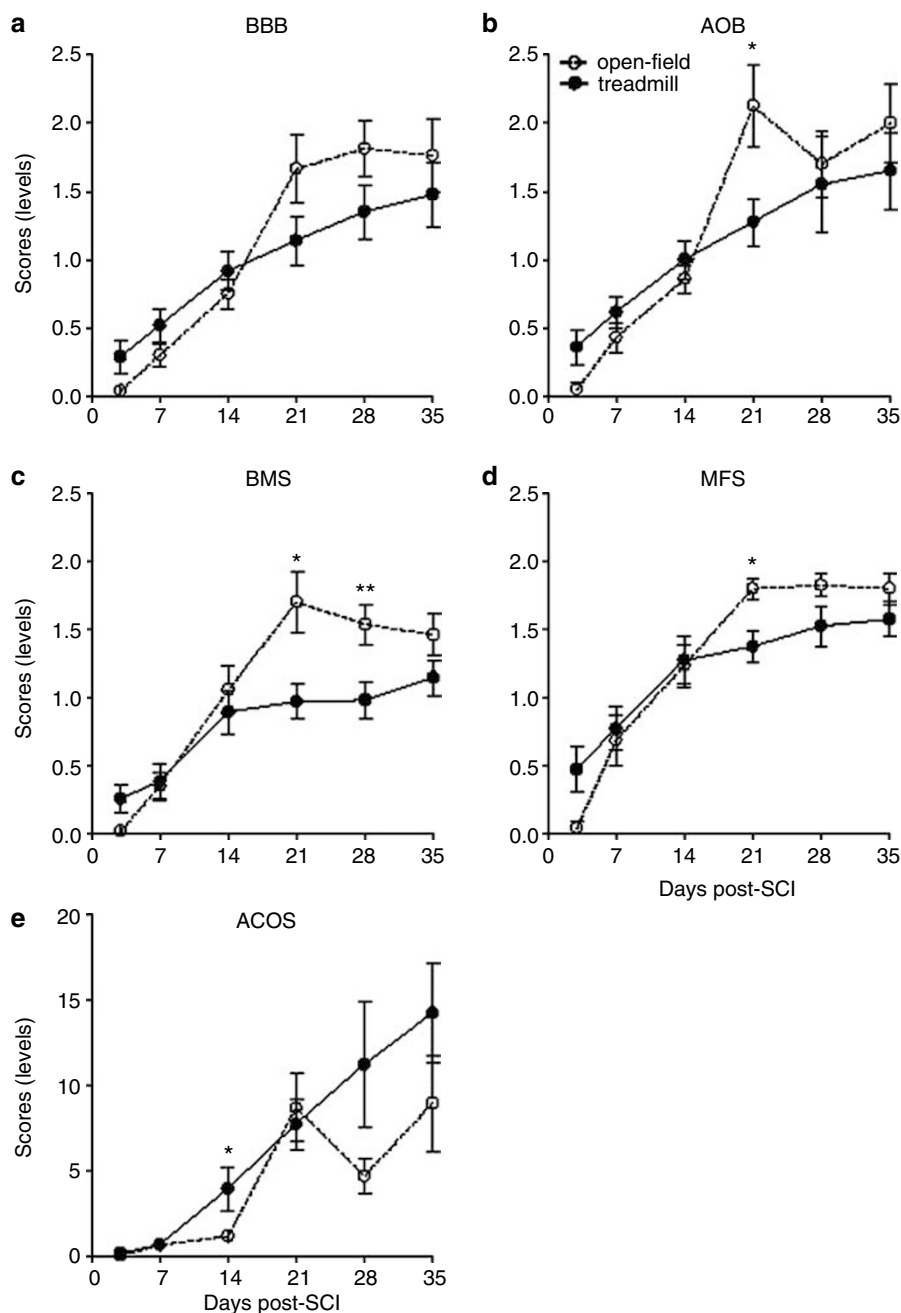 a BBB
2.5
2.0
1.5
1.0
0.5
0.0
Scores (levels)
0 7 14 21 28 35
b AOB
2.5
2.0
1.5
1.0
0.5
0.0
*
open-field
treadmill
0 7 14 21 28 35
c BMS
2.5
2.0
1.5
1.0
0.5
0.0
Scores (levels)
*
**
0 7 14 21 28 35
d MFS
2.5
2.0
1.5
1.0
0.5
0.0
*
0 7 14 21 28 35
Days post-SCI
e ACOS
20
15
10
5
0
Scores (levels)
*
0 7 14 21 28 35
Days post-SCI